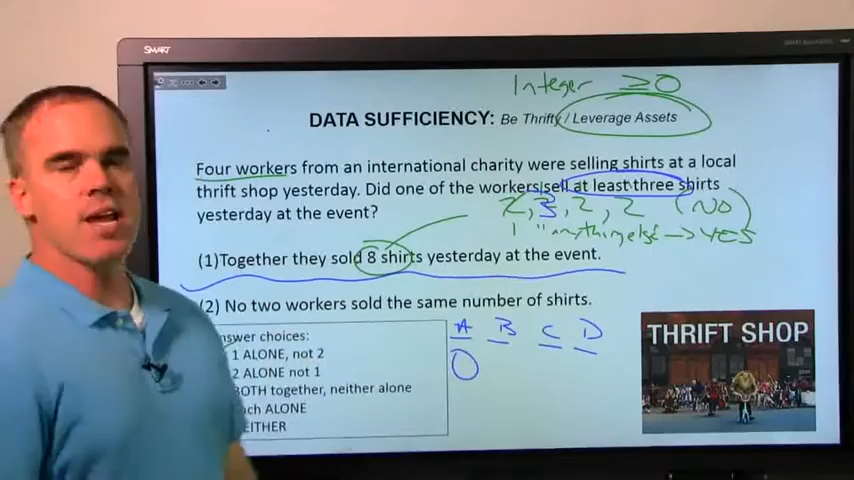 SMART
Integer ≥0
DATA SUFFICIENCY: Be Thrifty / Leverage Assets
Four workers from an international charity were selling shirts at a local
thrift shop yesterday. Did one of the workers sell at least three shirts
yesterday at the event?
2, 3, 2, 2 (NO)
1 "anything else → YES
(1)Together they sold 8 shirts yesterday at the event.
(2) No two workers sold the same number of shirts.
nswer choices:
1 ALONE, not 2
2 ALONE not 1
OTH together, neither alone
ach ALONE
EITHER
A B C D
0
THRIFT SHOP